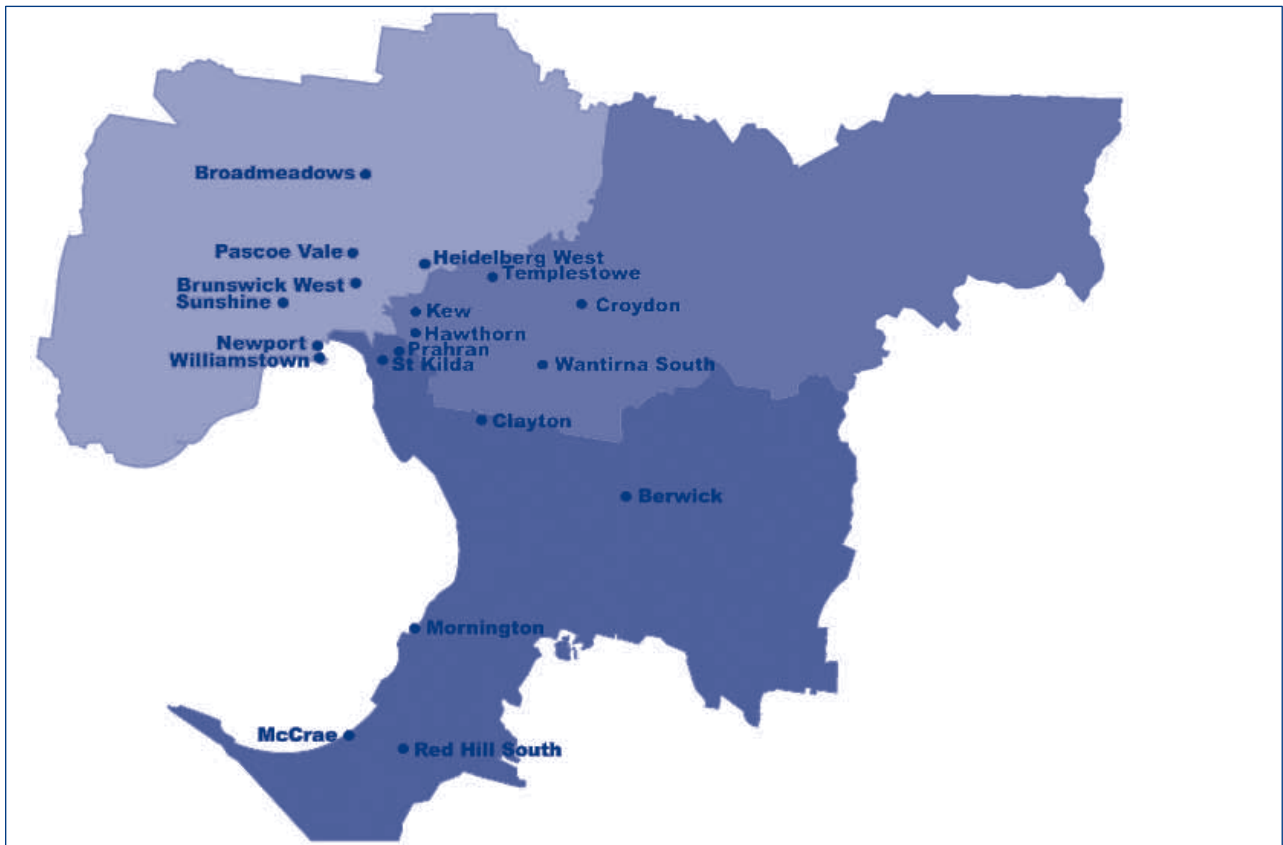 Broadmeadows
Pascoe Vale
Heidelberg West
Templestowe
Brunswick West
Sunshine
Croydon
Kew
Hawthorn
Newport
Prahran
Williamstown
St Kilda
Wantirna South
Clayton
Berwick
Mornington
McCrae
Red Hill South